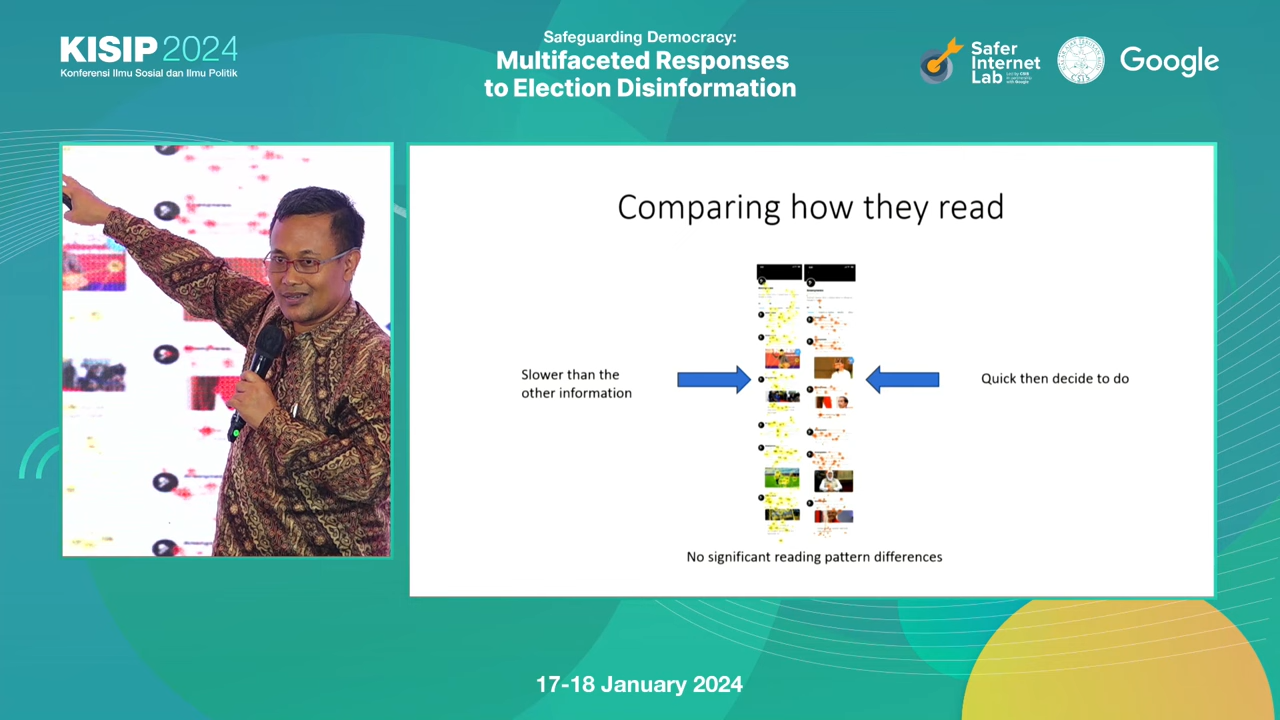 KISIP 2024
Konferensi Ilmu Sosial dan Ilmu Politik
Safeguarding Democracy:
Multifaceted Responses
to Election Disinformation
Safer
Internet
Lab
CSIS
Google
Comparing how they read
Slower than the
other information
Quick then decide to do
No significant reading pattern differences
17-18 January 2024